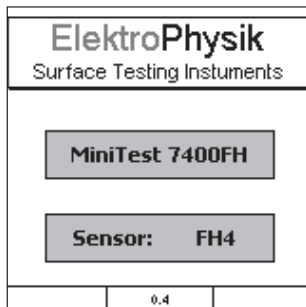 ElektroPhysik
Surface Testing Instuments
MiniTest 7400FH
Sensor: FH4
0.4